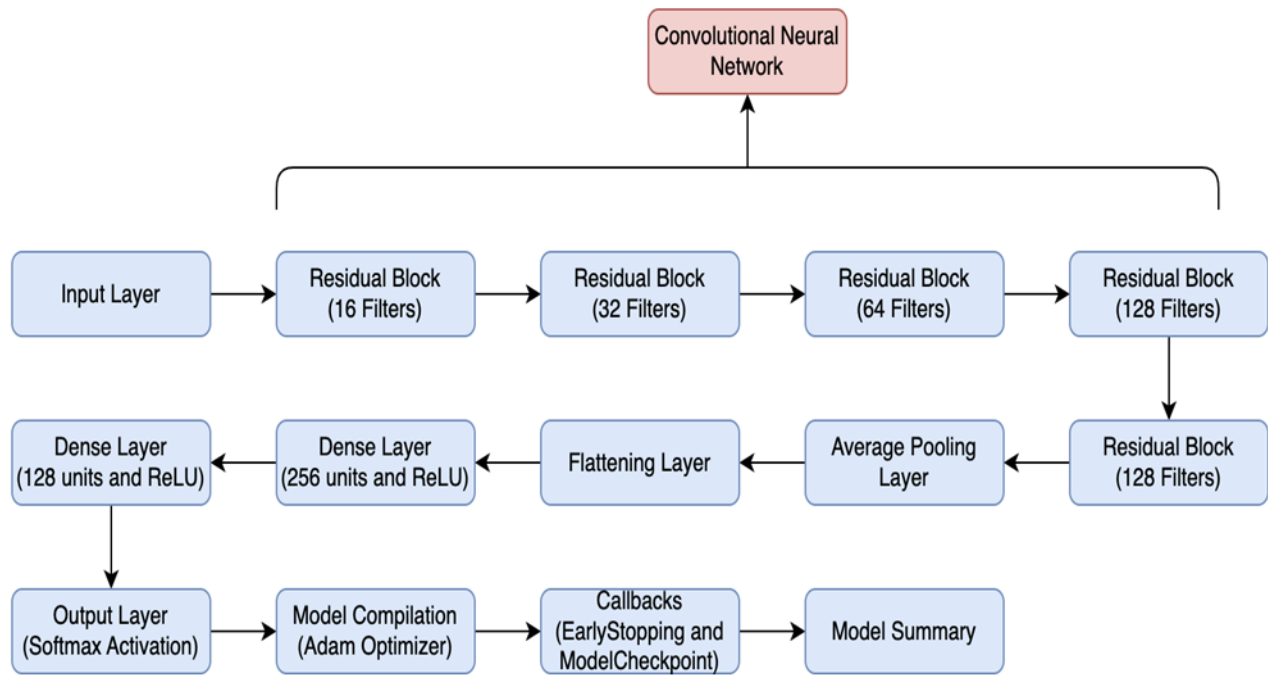 Convolutional Neural
Network
Input Layer
Residual Block
(16 Filters)
Residual Block
(32 Filters)
Residual Block
(64 Filters)
Residual Block
(128 Filters)
Residual Block
(128 Filters)
Average Pooling
Layer
Flattening Layer
Dense Layer
(256 units and ReLU)
Dense Layer
(128 units and ReLU)
Output Layer
(Softmax Activation)
Model Compilation
(Adam Optimizer)
Callbacks
(EarlyStopping and
ModelCheckpoint)
Model Summary